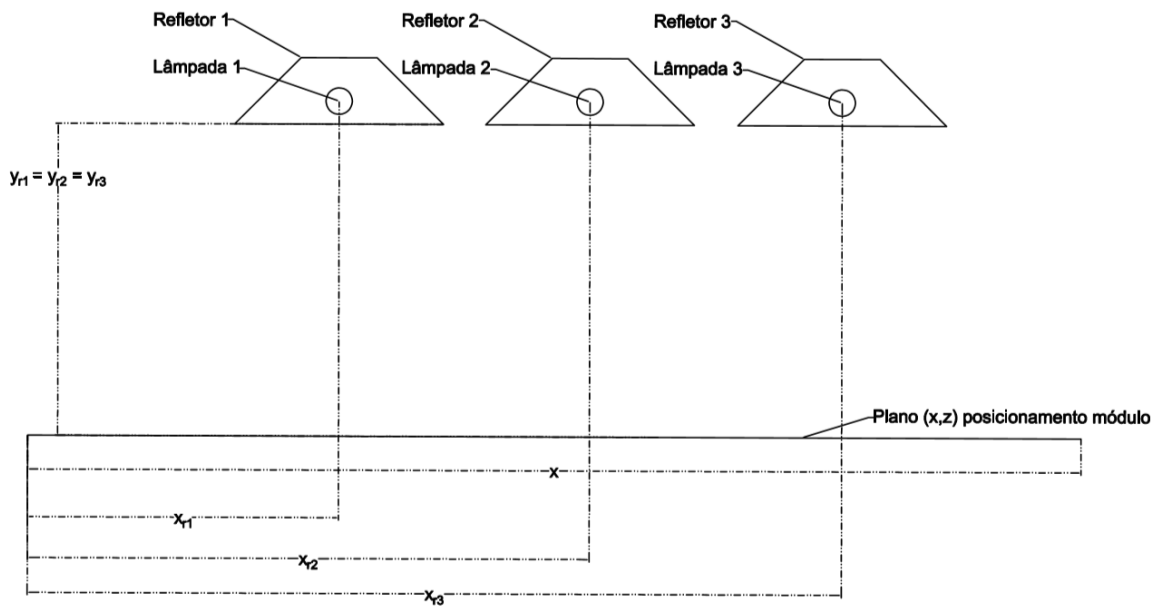 Refletor 1
Refletor 2
Refletor 3
Lâmpada 1
Lâmpada 2
Lâmpada 3
yr1 = yr2 = yr3
Plano (x,z) posicionamento módulo
x
xr1
xr2
xr3